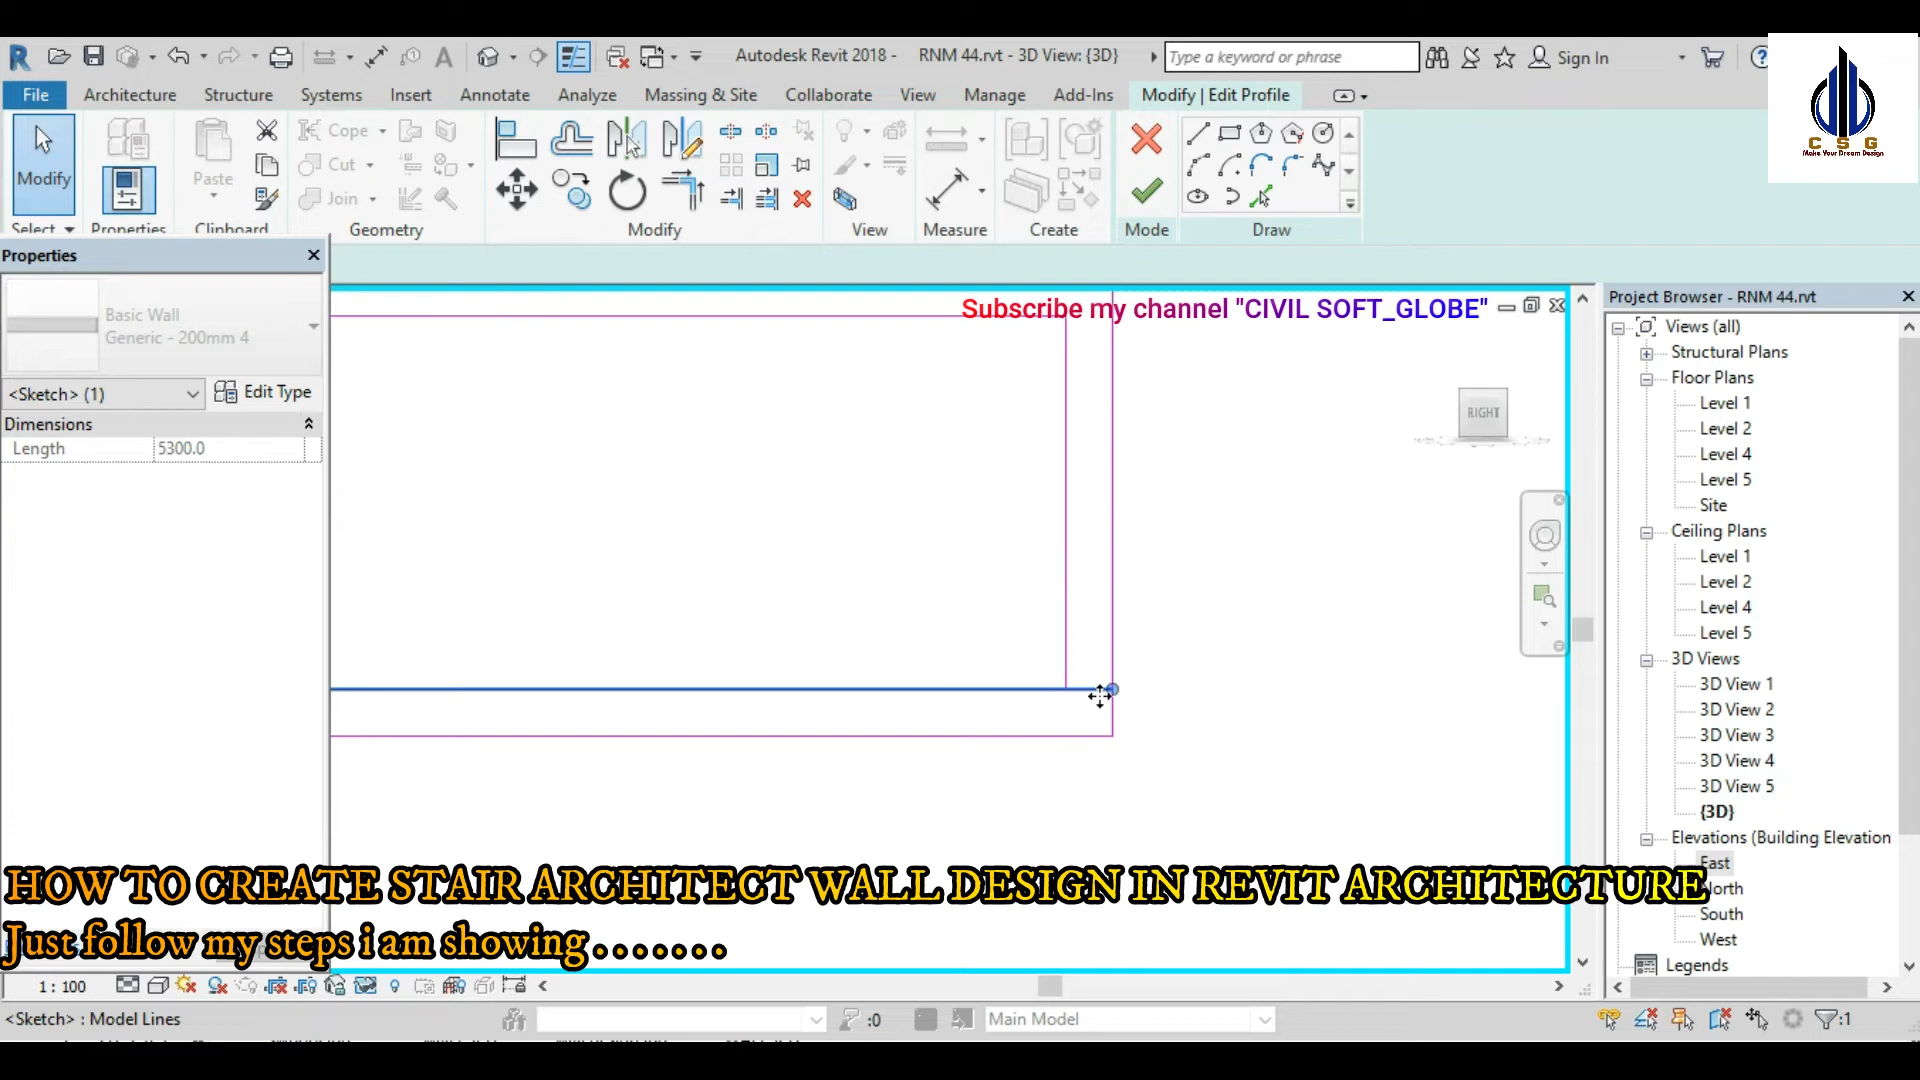 Autodesk Revit 2018 - RNM 44.rvt - 3D View: {3D}
Type a keyword or phrase
Sign In
File Architecture Structure Systems Insert Annotate Analyze Massing & Site Collaborate View Manage Add-Ins Modify | Edit Profile
C S G
Make Your Dream Design
Modify
Paste
Cope
Cut
Join
Select Properties Clipboard Geometry Modify View Measure Create Mode Draw
Properties
Basic Wall
Generic - 200mm 4
<Sketch> (1)
Edit Type
Dimensions
Length 5300.0
Subscribe my channel "CIVIL SOFT_GLOBE"
RIGHT
Project Browser - RNM 44.rvt
Views (all)
Structural Plans
Floor Plans
Level 1
Level 2
Level 4
Level 5
Site
Ceiling Plans
Level 1
Level 2
Level 4
Level 5
3D Views
3D View 1
3D View 2
3D View 3
3D View 4
3D View 5
{3D}
Elevations (Building Elevation
East
North
South
West
Legends
HOW TO CREATE STAIR ARCHITECT WALL DESIGN IN REVIT ARCHITECTURE
Just follow my steps i am showing.......
1 : 100
<Sketch> : Model Lines
:0
Main Model
:1